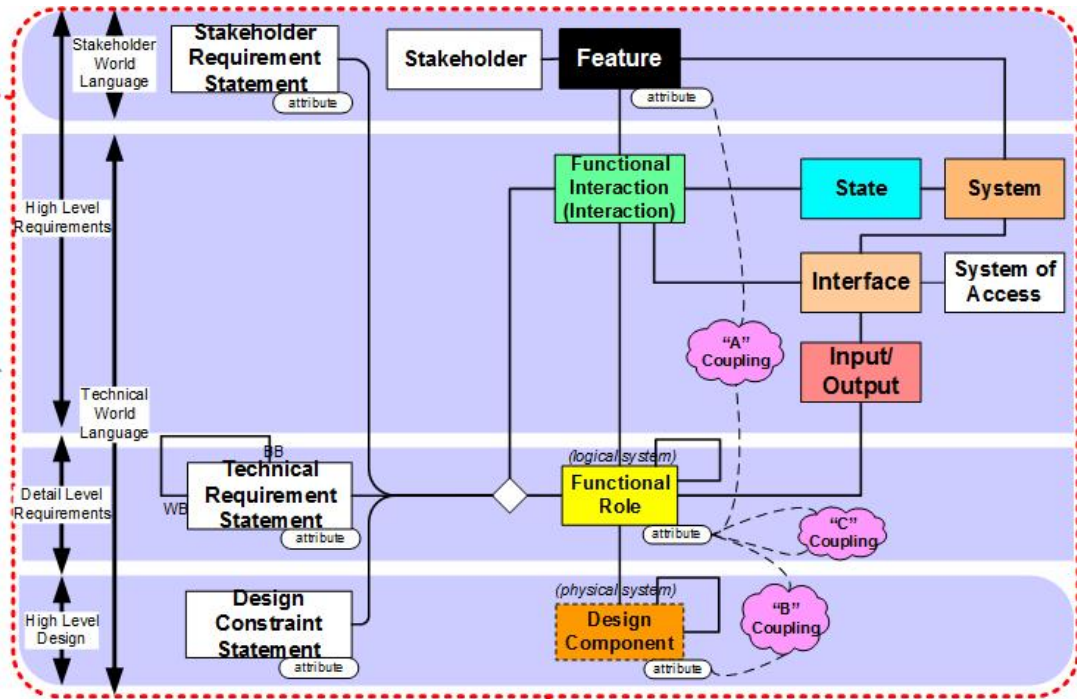 Stakeholder
World
Language
Stakeholder
Requirement
Statement
attribute
Stakeholder
Feature
attribute
High Level
Requirements
Functional
Interaction
(Interaction)
State
System
Interface
System of
Access
"A"
Coupling
Input/
Output
Technical
World
Language
Detail Level
Requirements
BB
WB
Technical
Requirement
Statement
attribute
(logical system)
Functional
Role
attribute
"C"
Coupling
High Level
Design
Design
Constraint
Statement
attribute
(physical system)
Design
Component
attribute
"B"
Coupling